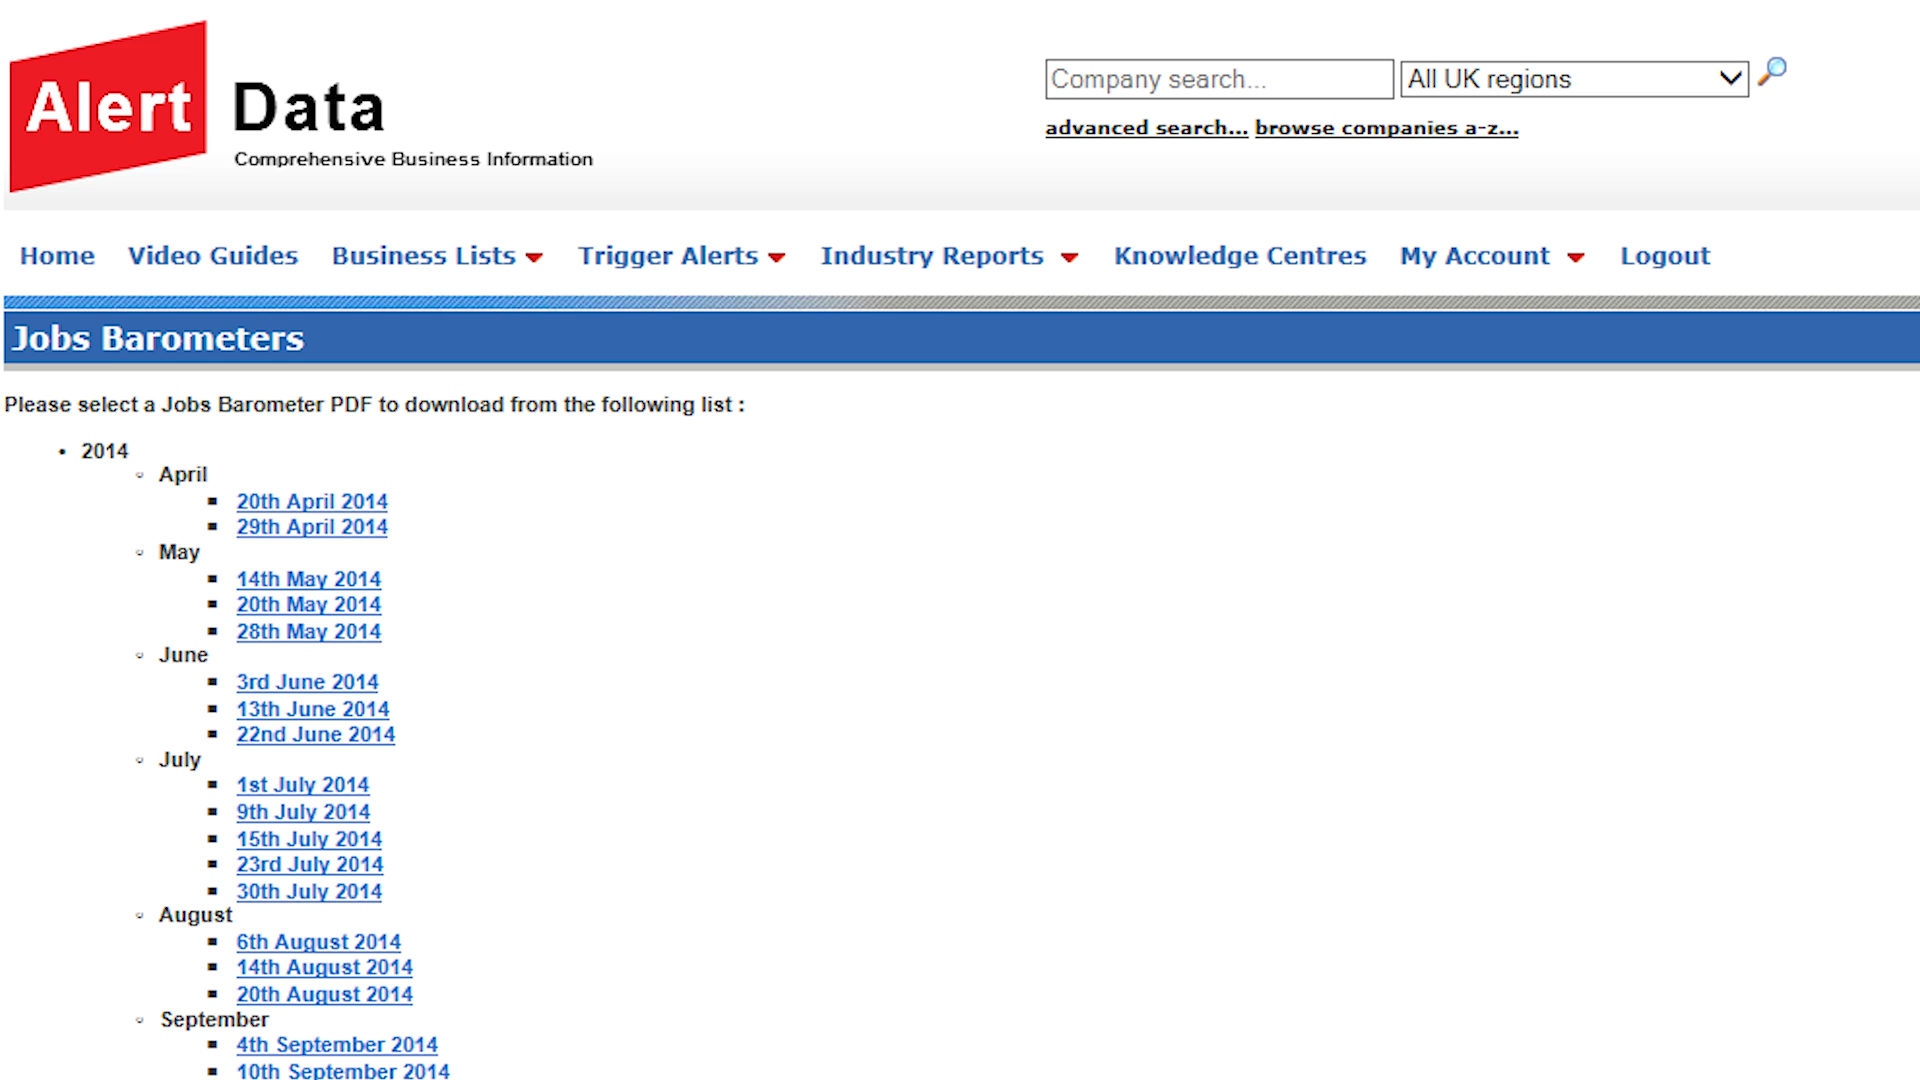 Alert Data
Comprehensive Business Information
Company search... All UK regions
advanced search... browse companies a-z...
Home Video Guides Business Lists Trigger Alerts Industry Reports Knowledge Centres My Account Logout
Jobs Barometers
Please select a Jobs Barometer PDF to download from the following list :
2014
April
20th April 2014
29th April 2014
May
14th May 2014
20th May 2014
28th May 2014
June
3rd June 2014
13th June 2014
22nd June 2014
July
1st July 2014
9th July 2014
15th July 2014
23rd July 2014
30th July 2014
August
6th August 2014
14th August 2014
20th August 2014
September
4th September 2014
10th September 2014